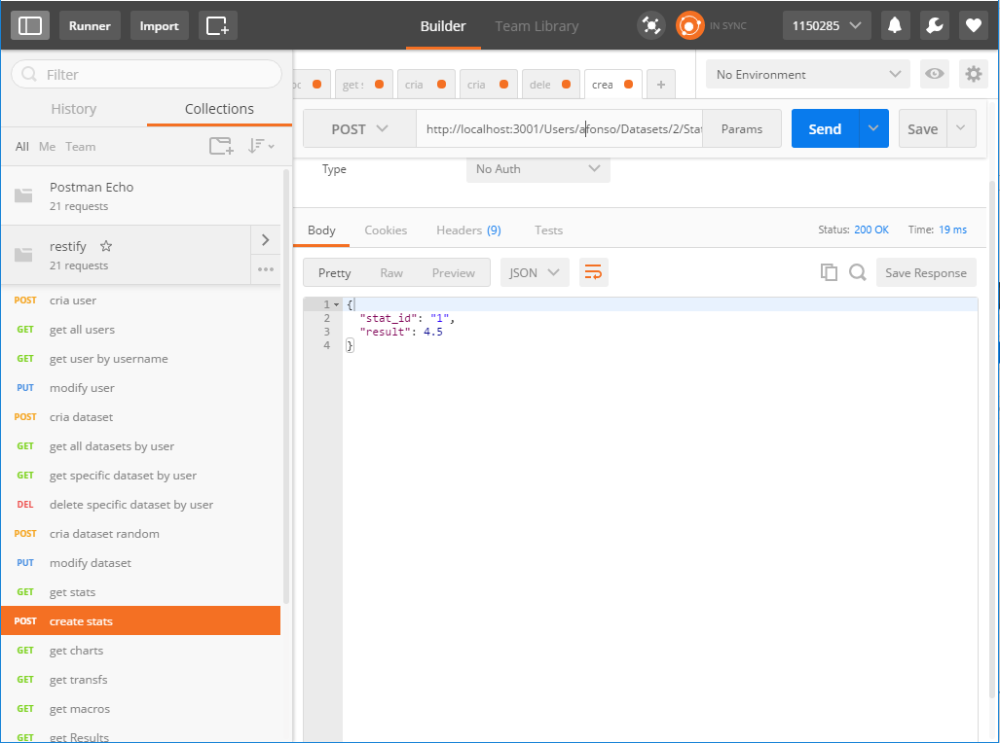 Runner Import Builder Team Library IN SYNC 1150285
Filter
get s cria cria dele crea +
No Environment
History Collections
POST http://localhost:3001/Users/afonso/Datasets/2/Stat Params Send Save
All Me Team
Type No Auth
Postman Echo
21 requests
restify
21 requests
Body Cookies Headers (9) Tests Status: 200 OK Time: 19 ms
Pretty Raw Preview JSON Save Response
1 {
2 "stat_id": "1",
3 "result": 4.5
4 }
POST cria user
GET get all users
GET get user by username
PUT modify user
POST cria dataset
GET get all datasets by user
GET get specific dataset by user
DEL delete specific dataset by user
POST cria dataset random
PUT modify dataset
GET get stats
POST create stats
GET get charts
GET get transfs
GET get macros
GET get Results